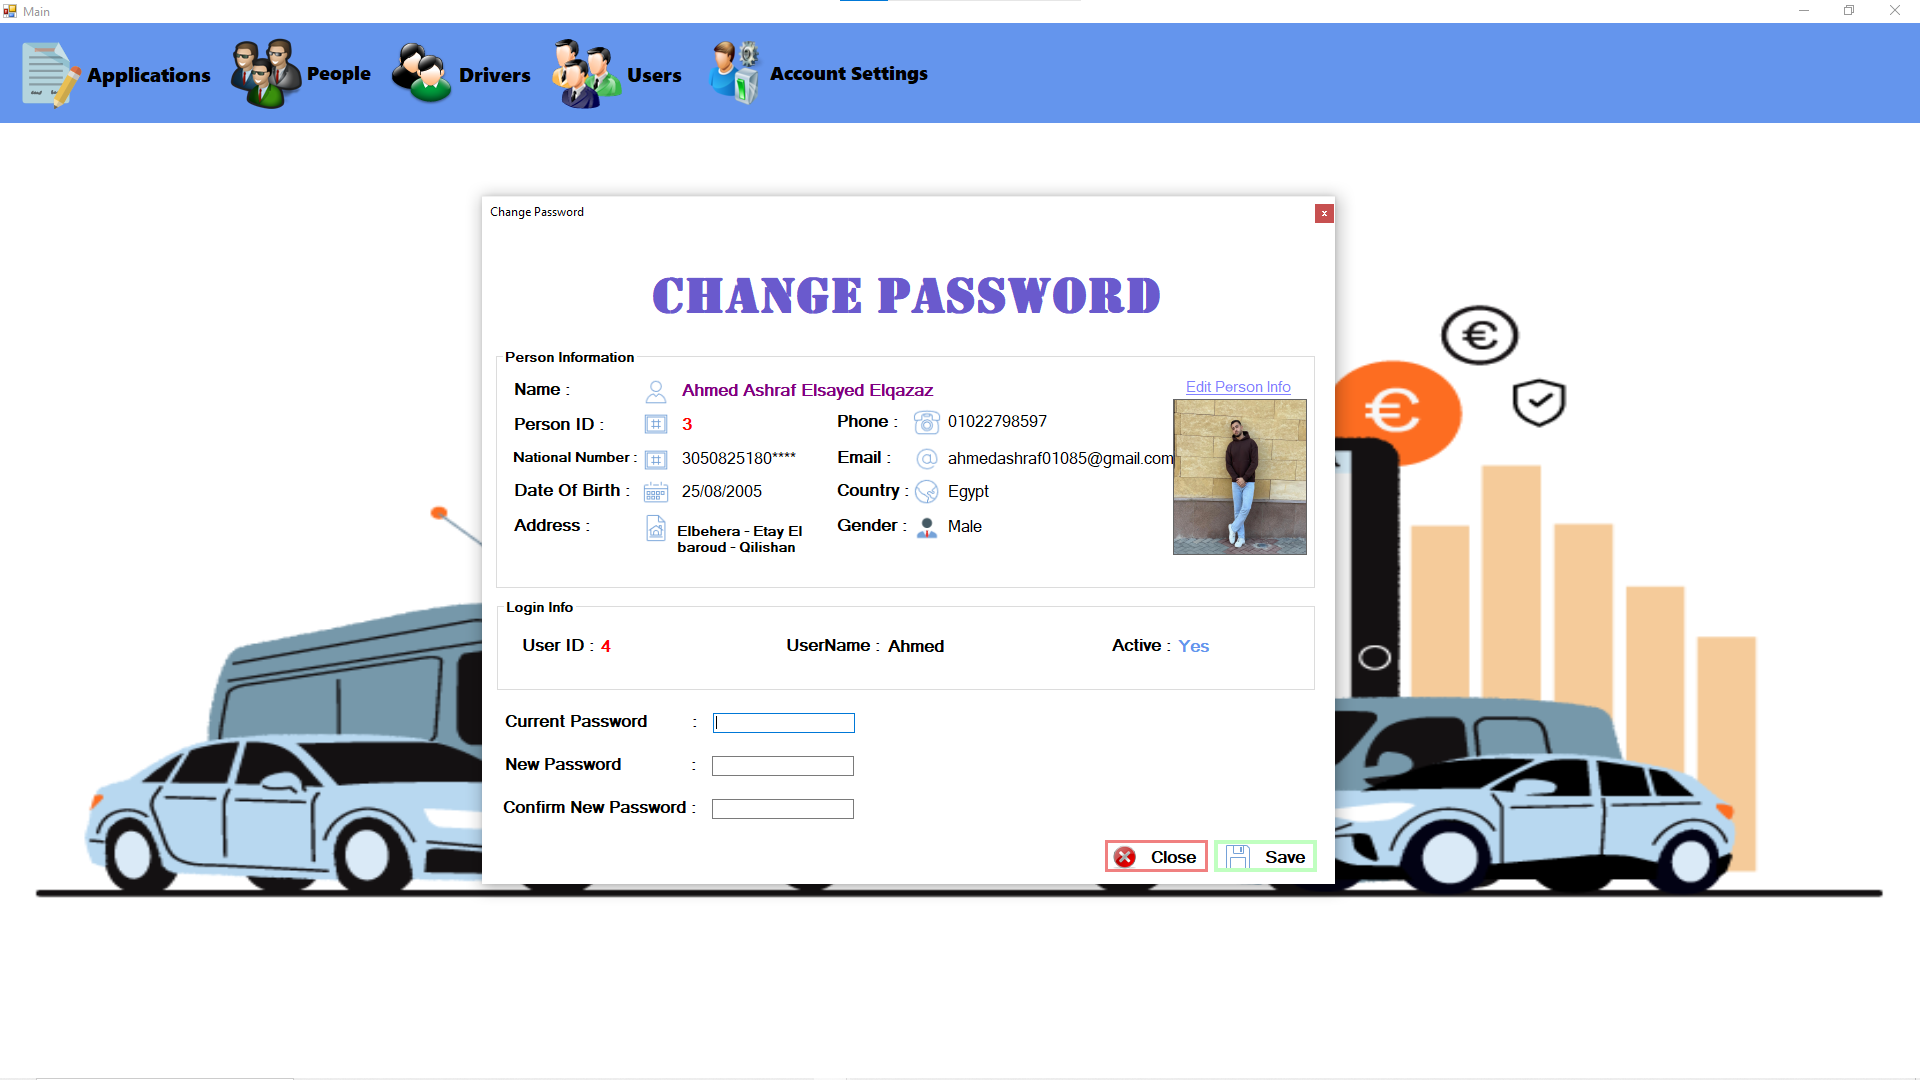 Main
Applications People Drivers Users Account Settings
Change Password
x
CHANGE PASSWORD
Person Information
Name : Ahmed Ashraf Elsayed Elqazaz
Edit Person Info
Person ID : 3 Phone : 01022798597
National Number : 3050825180**** Email : ahmedashraf01085@gmail.com
Date Of Birth : 25/08/2005 Country : Egypt
Address : Elbehera - Etay El
baroud - Qilishan
Gender : Male
Login Info
User ID : 4 UserName : Ahmed Active : Yes
Current Password :
New Password :
Confirm New Password :
Close Save